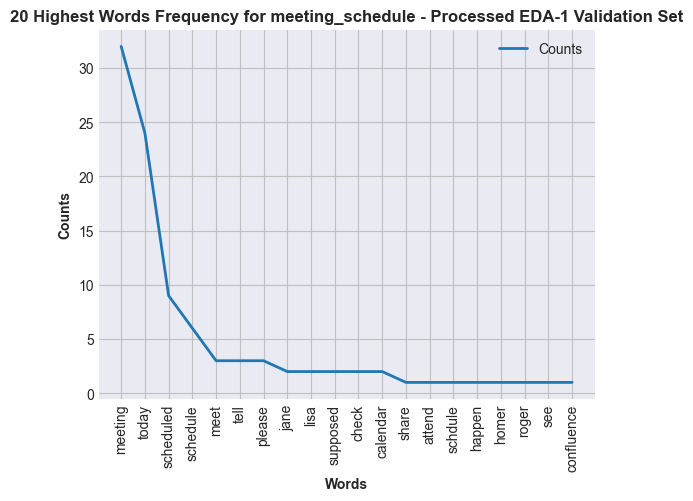 20 Highest Words Frequency for meeting_schedule - Processed EDA-1 Validation Set
Counts
30
25
20
15
10
5
0
Counts
meeting
today
scheduled
schedule
meet
tell
please
jane
lisa
supposed
check
calendar
share
attend
schdule
happen
homer
roger
see
confluence
Words